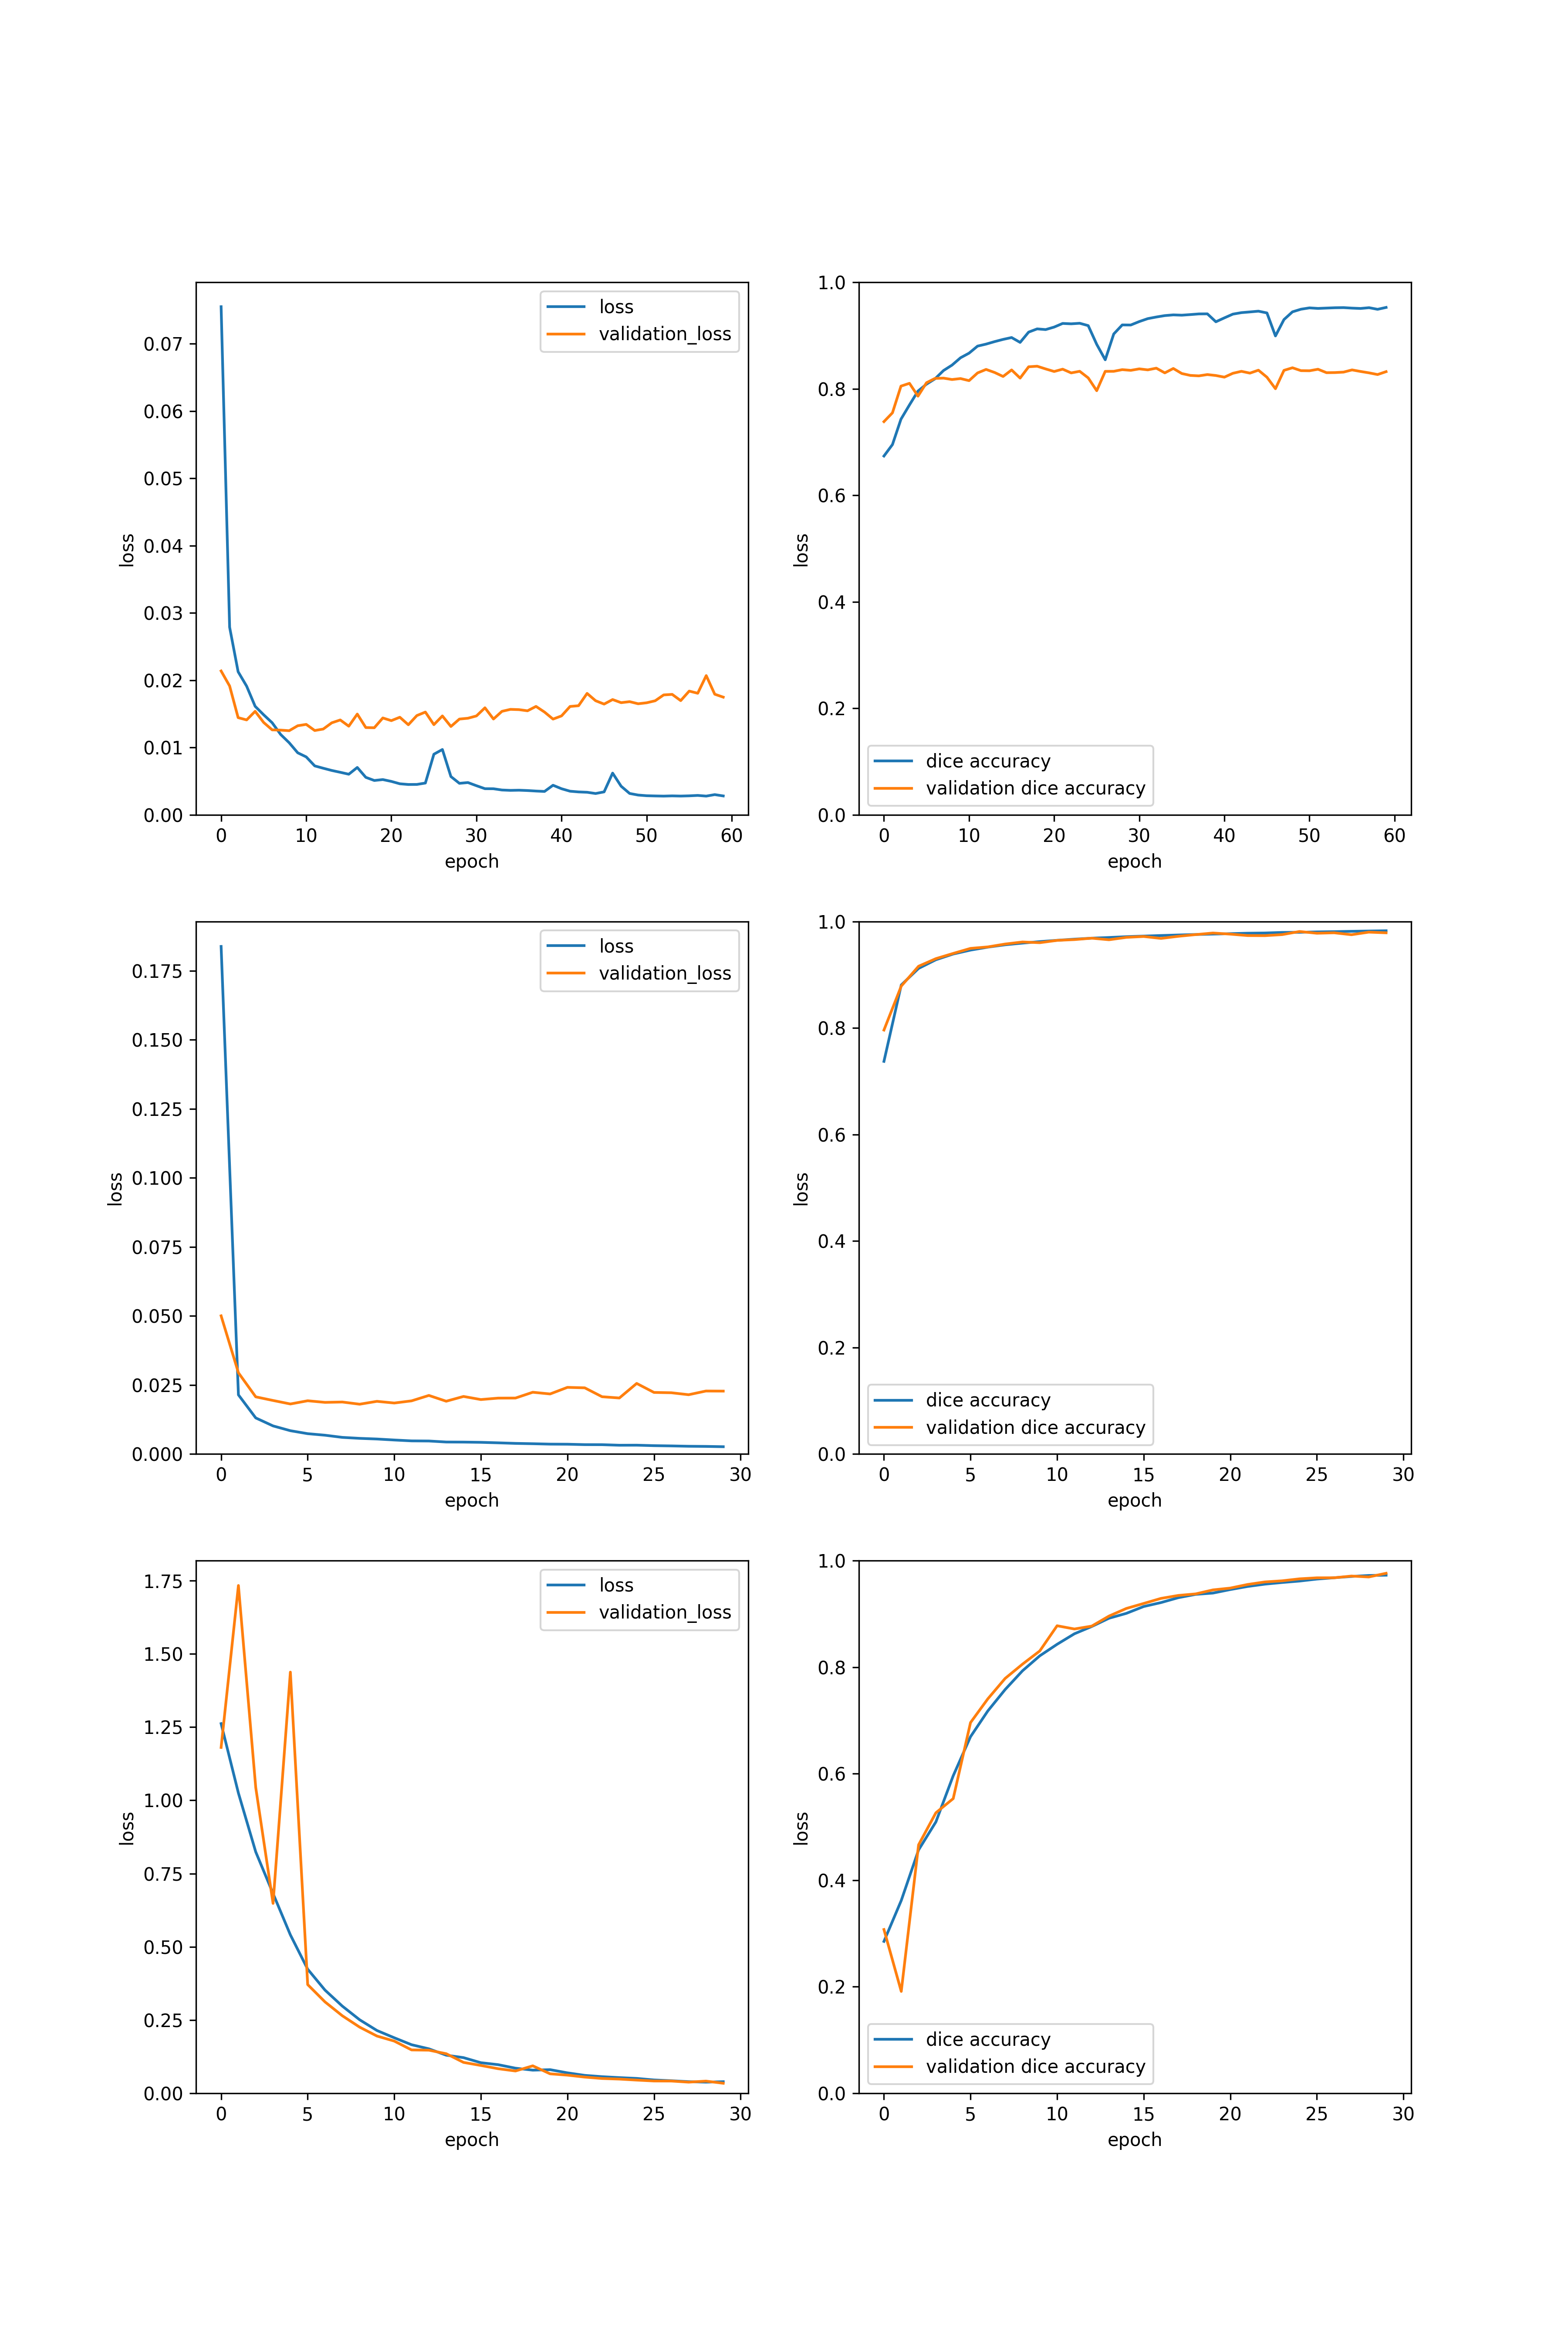 loss
validation_loss
0.07
0.06
0.05
0.04
0.03
0.02
0.01
0.00
loss
0 10 20 30 40 50 60
epoch
1.0
0.8
0.6
0.4
0.2
0.0
loss
dice accuracy
validation dice accuracy
0 10 20 30 40 50 60
epoch
loss
validation_loss
0.175
0.150
0.125
0.100
0.075
0.050
0.025
0.000
loss
0 5 10 15 20 25 30
epoch
1.0
0.8
0.6
0.4
0.2
0.0
loss
dice accuracy
validation dice accuracy
0 5 10 15 20 25 30
epoch
loss
validation_loss
1.75
1.50
1.25
1.00
0.75
0.50
0.25
0.00
loss
0 5 10 15 20 25 30
epoch
1.0
0.8
0.6
0.4
0.2
0.0
loss
dice accuracy
validation dice accuracy
0 5 10 15 20 25 30
epoch